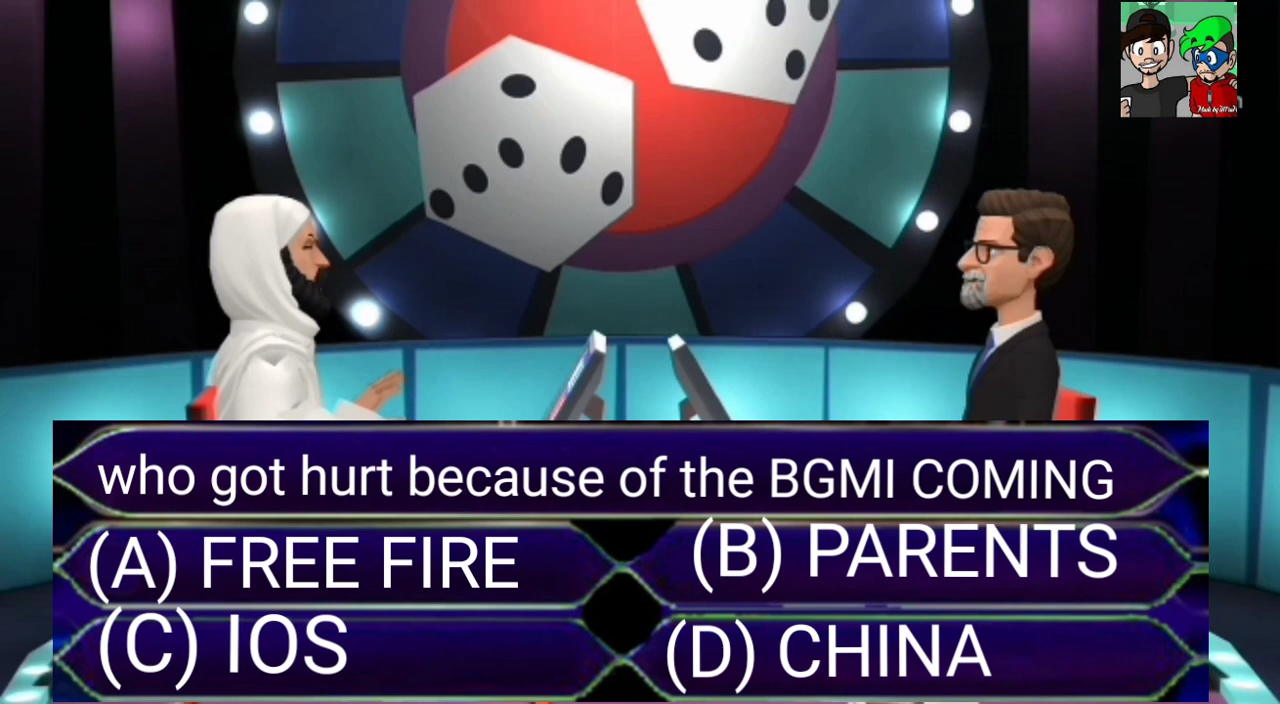 who got hurt because of the BGMI COMING
(A) FREE FIRE
(B) PARENTS
(C) IOS
(D) CHINA